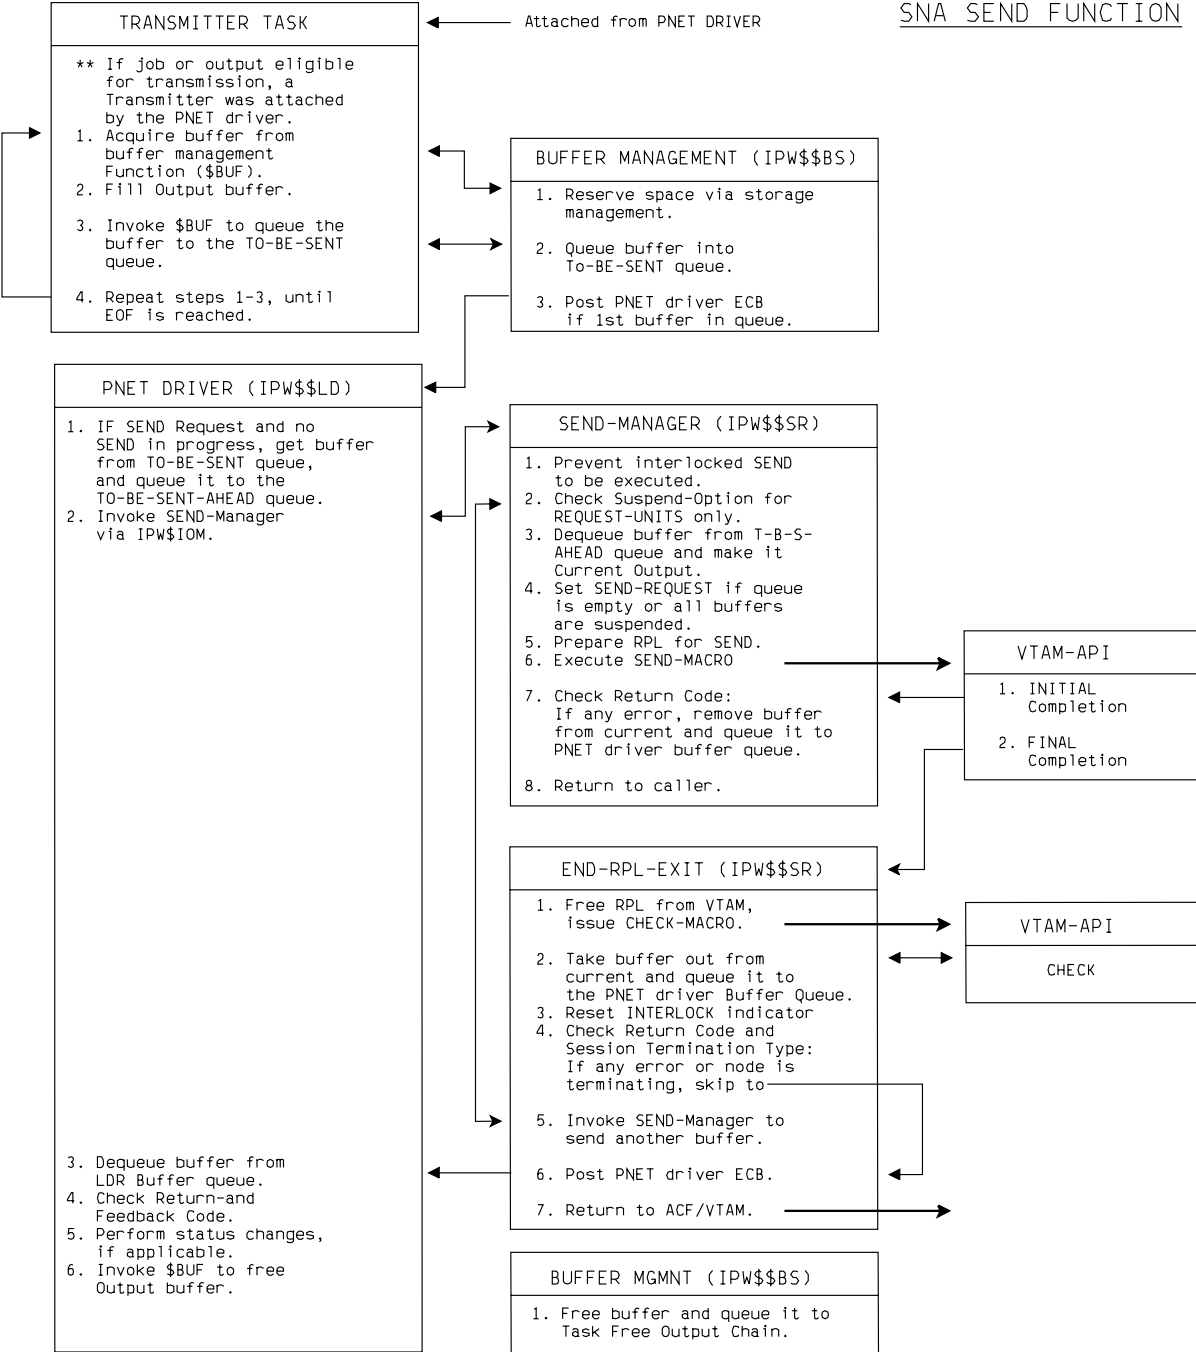 SNA SEND FUNCTION
TRANSMITTER TASK
Attached from PNET DRIVER
** If job or output eligible
for transmission, a
Transmitter was attached
by the PNET driver.
1. Acquire buffer from
buffer management
Function ($BUF).
2. Fill Output buffer.
3. Invoke $BUF to queue the
buffer to the TO-BE-SENT
queue.
4. Repeat steps 1-3, until
EOF is reached.
BUFFER MANAGEMENT (IPW$$BS)
1. Reserve space via storage
management.
2. Queue buffer into
To-BE-SENT queue.
3. Post PNET driver ECB
if 1st buffer in queue.
PNET DRIVER (IPW$$LD)
1. IF SEND Request and no
SEND in progress, get buffer
from TO-BE-SENT queue,
and queue it to the
TO-BE-SENT-AHEAD queue.
2. Invoke SEND-Manager
via IPW$IOM.
SEND-MANAGER (IPW$$SR)
1. Prevent interlocked SEND
to be executed.
2. Check Suspend-Option for
REQUEST-UNITS only.
3. Dequeue buffer from T-B-S-
AHEAD queue and make it
Current Output.
4. Set SEND-REQUEST if queue
is empty or all buffers
are suspended.
5. Prepare RPL for SEND.
6. Execute SEND-MACRO
7. Check Return Code:
If any error, remove buffer
from current and queue it to
PNET driver buffer queue.
8. Return to caller.
VTAM-API
1. INITIAL
Completion
2. FINAL
Completion
END-RPL-EXIT (IPW$$SR)
1. Free RPL from VTAM,
issue CHECK-MACRO.
2. Take buffer out from
current and queue it to
the PNET driver Buffer Queue.
3. Reset INTERLOCK indicator
4. Check Return Code and
Session Termination Type:
If any error or node is
terminating, skip to
5. Invoke SEND-Manager to
send another buffer.
6. Post PNET driver ECB.
7. Return to ACF/VTAM.
VTAM-API
CHECK
3. Dequeue buffer from
LDR Buffer queue.
4. Check Return-and
Feedback Code.
5. Perform status changes,
if applicable.
6. Invoke $BUF to free
Output buffer.
BUFFER MGMNT (IPW$$BS)
1. Free buffer and queue it to
Task Free Output Chain.